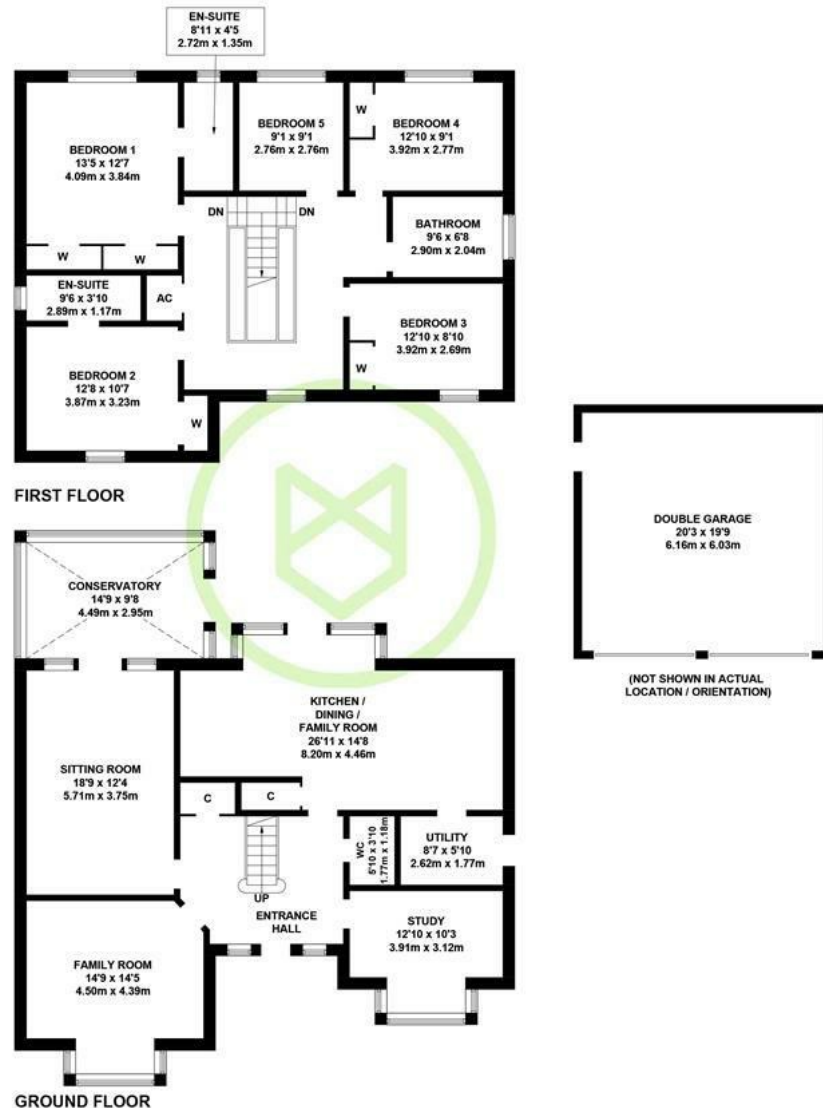 EN-SUITE
8'11 x 4'5
2.72m x 1.35m
BEDROOM 1
13'5 x 12'7
4.09m x 3.84m
BEDROOM 5
9'1 x 9'1
2.76m x 2.76m
W
BEDROOM 4
12'10 x 9'1
3.92m x 2.77m
DN
DN
BATHROOM
9'6 x 6'8
2.90m x 2.04m
W
W
EN-SUITE
9'6 x 3'10
2.89m x 1.17m
AC
BEDROOM 3
12'10 x 8'10
3.92m x 2.69m
W
BEDROOM 2
12'8 x 10'7
3.87m x 3.23m
W
FIRST FLOOR
DOUBLE GARAGE
20'3 x 19'9
6.16m x 6.03m
(NOT SHOWN IN ACTUAL
LOCATION / ORIENTATION)
CONSERVATORY
14'9 x 9'8
4.49m x 2.95m
KITCHEN /
DINING /
FAMILY ROOM
26'11 x 14'8
8.20m x 4.46m
SITTING ROOM
18'9 x 12'4
5.71m x 3.75m
C
C
WC
5'10 x 3'10
1.77m x 1.18m
UTILITY
8'7 x 5'10
2.62m x 1.77m
UP
ENTRANCE
HALL
STUDY
12'10 x 10'3
3.91m x 3.12m
FAMILY ROOM
14'9 x 14'5
4.50m x 4.39m
GROUND FLOOR